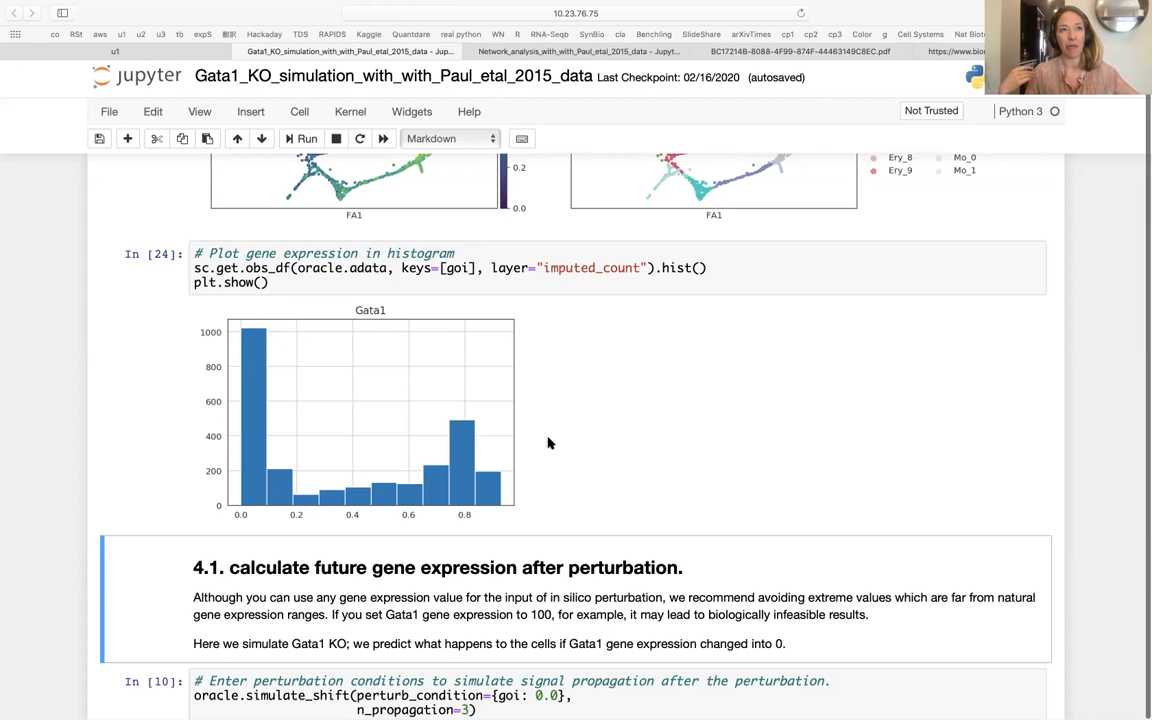 10.23.76.75
co RSt aws u1 u2 u3 tb expS 翻訳 Hackaday TDS RAPIDS Kaggle Quantdare real python WN R RNA-Seqb SynBio cla Benchling SlideShare arXivTimes cp1 cp2 cp3 Color g Cell Systems Nat Biot
u1 Gata1_KO_simulation_with_with_Paul_etal_2015_data - Jup... Network_analysis_with_with_Paul_etal_2015_data - Jupyt... BC17214B-8088-4F99-874F-44463149C8EC.pdf https://www.bior
jupyter Gata1_KO_simulation_with_with_Paul_etal_2015_data Last Checkpoint: 02/16/2020 (autosaved)
File Edit View Insert Cell Kernel Widgets Help Not Trusted Python 3
Run Markdown
0.2 Ery_8 Mo_0
Ery_9 Mo_1
0.0
FA1 FA1
In [24]: # Plot gene expression in histogram
sc.get.obs_df(oracle.adata, keys=[goi], layer="imputed_count").hist()
plt.show()
Gata1
1000
800
600
400
200
0
0.0 0.2 0.4 0.6 0.8
4.1. calculate future gene expression after perturbation.
Although you can use any gene expression value for the input of in silico perturbation, we recommend avoiding extreme values which are far from natural
gene expression ranges. If you set Gata1 gene expression to 100, for example, it may lead to biologically infeasible results.
Here we simulate Gata1 KO; we predict what happens to the cells if Gata1 gene expression changed into 0.
In [10]: # Enter perturbation conditions to simulate signal propagation after the perturbation.
oracle.simulate_shift(perturb_condition={goi: 0.0},
n_propagation=3)